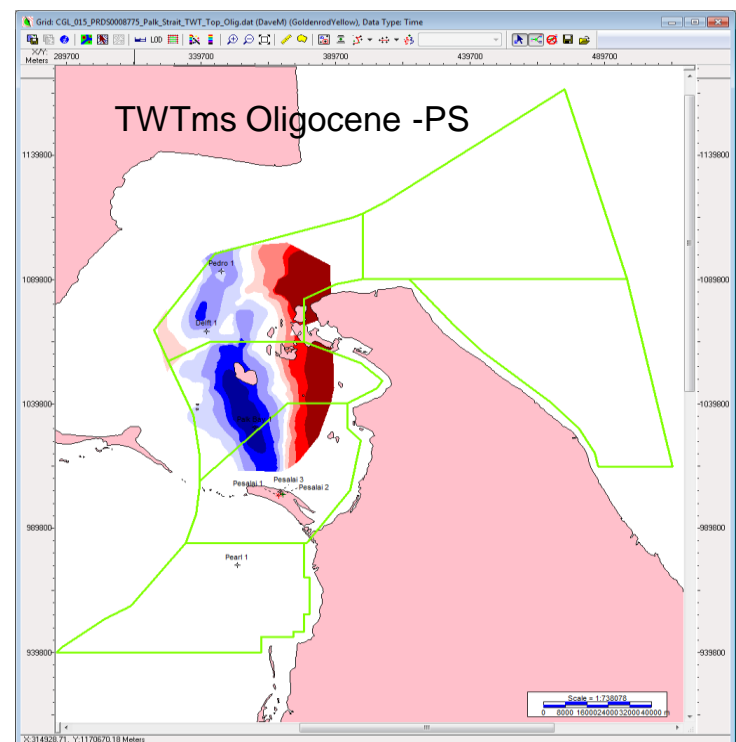 Grid: CGL_015_PRDS0008775_Palk_Strait_TWT_Top_Olig.dat (DaveM) (GoldenrodYellow), Data Type: Time
LOD
X/Y:
Meters
289700 339700 389700 439700 489700
TWTms Oligocene -PS
1139800 1139800
Pedro 1
1089800 1089800
Delft 1
1039800 1039800
Pesalai 3
Pesalai 1
Pesalai 2
989800 989800
Pearl 1
939800 939800
Scale = 1:738078
0 8000 16000 24000 32000 40000 m
X:314928.71, Y:1170670.18 Meters